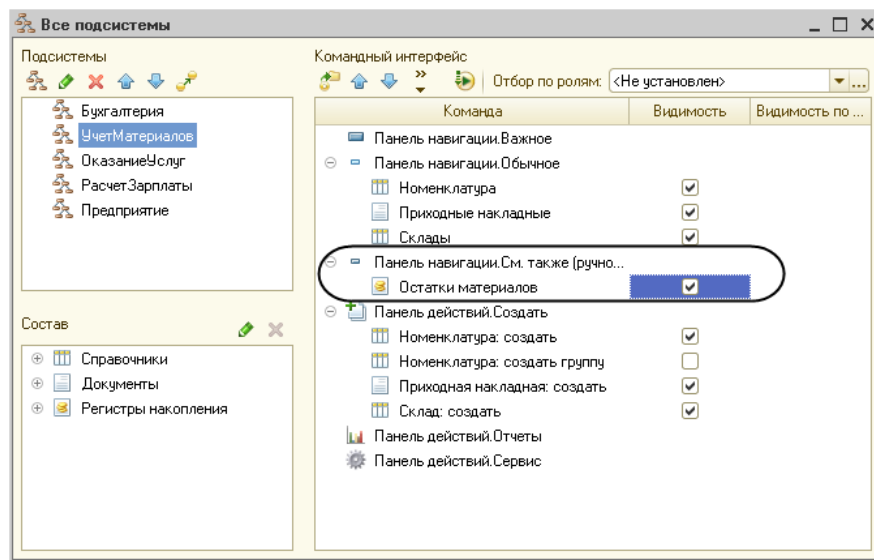 Все подсистемы
Подсистемы
Бухгалтерия
УчетМатериалов
ОказаниеУслуг
РасчетЗарплаты
Предприятие
Состав
Справочники
Документы
Регистры накопления
Командный интерфейс
Отбор по ролям: <Не установлен>
Команда Видимость Видимость по ...
Панель навигации.Важное
Панель навигации.Обычное
Номенклатура
Приходные накладные
Склады
Панель навигации.См. также (ручно...
Остатки материалов
Панель действий.Создать
Номенклатура: создать
Номенклатура: создать группу
Приходная накладная: создать
Склад: создать
Панель действий.Отчеты
Панель действий.Сервис